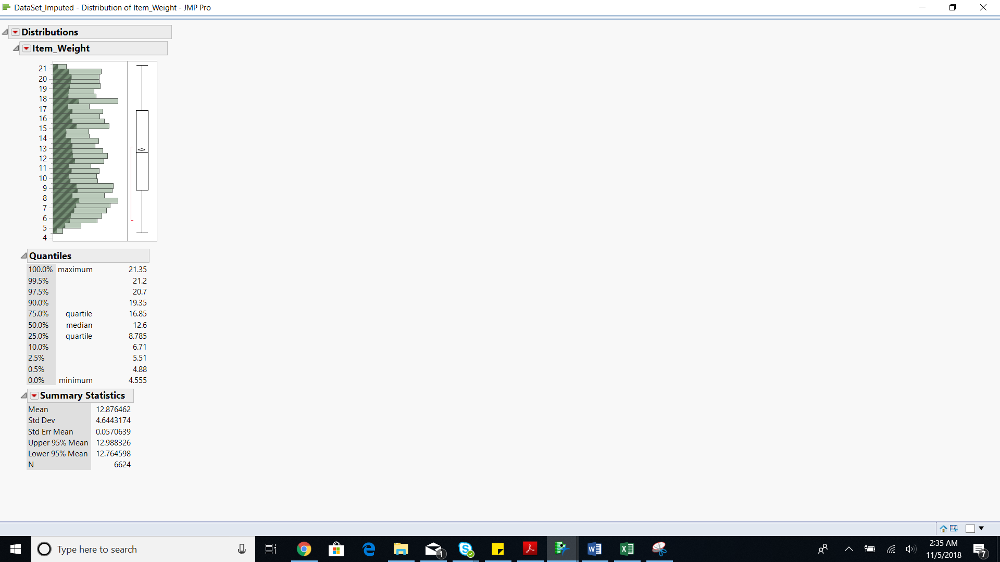 DataSet_Imputed - Distribution of Item_Weight - JMP Pro
Distributions
Item_Weight
21
20
19
18
17
16
15
14
13
12
11
10
9
8
7
6
5
4
Quantiles
100.0% maximum 21.35
99.5% 21.2
97.5% 20.7
90.0% 19.35
75.0% quartile 16.85
50.0% median 12.6
25.0% quartile 8.785
10.0% 6.71
2.5% 5.51
0.5% 4.88
0.0% minimum 4.555
Summary Statistics
Mean 12.876462
Std Dev 4.6443174
Std Err Mean 0.0570639
Upper 95% Mean 12.988326
Lower 95% Mean 12.764598
N 6624
Type here to search
1
2:35 AM
11/5/2018
7